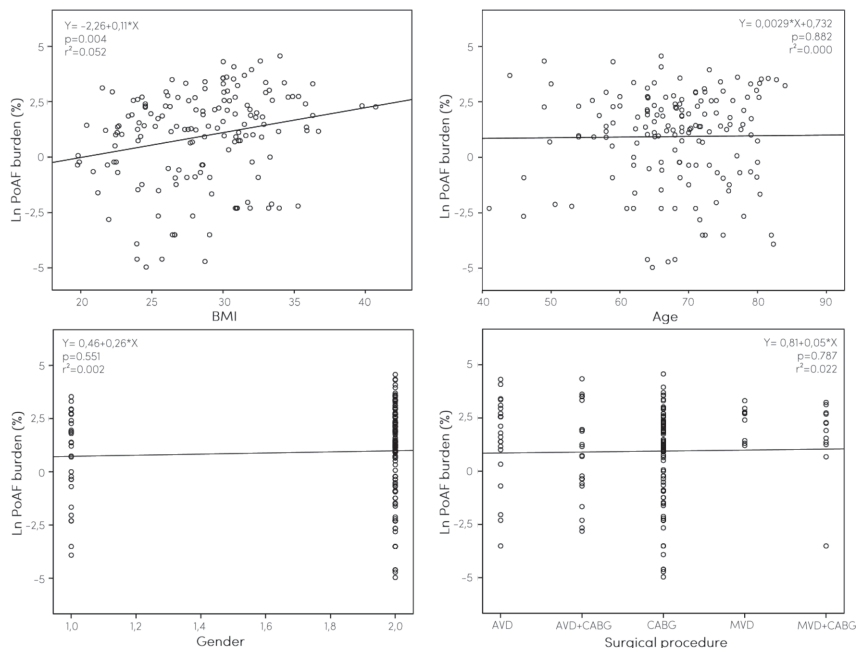 Y= –2,26+0,11*X
p=0.004
r²=0.052
5
2,5
0
–2,5
–5
Ln PoAF burden (%)
20 25 30 35 40
BMI
Y= 0,0029*X+0,732
p=0.882
r²=0.000
5
2,5
0
–2,5
–5
Ln PoAF burden (%)
40 50 60 70 80 90
Age
Y= 0,46+0,26*X
p=0.551
r²=0.002
5
2,5
0
–2,5
–5
Ln PoAF burden (%)
1,0 1,2 1,4 1,6 1,8 2,0
Gender
Y= 0,81+0,05*X
p=0.787
r²=0.022
5
2,5
0
–2,5
–5
Ln PoAF burden (%)
AVD AVD+CABG CABG MVD MVD+CABG
Surgical procedure